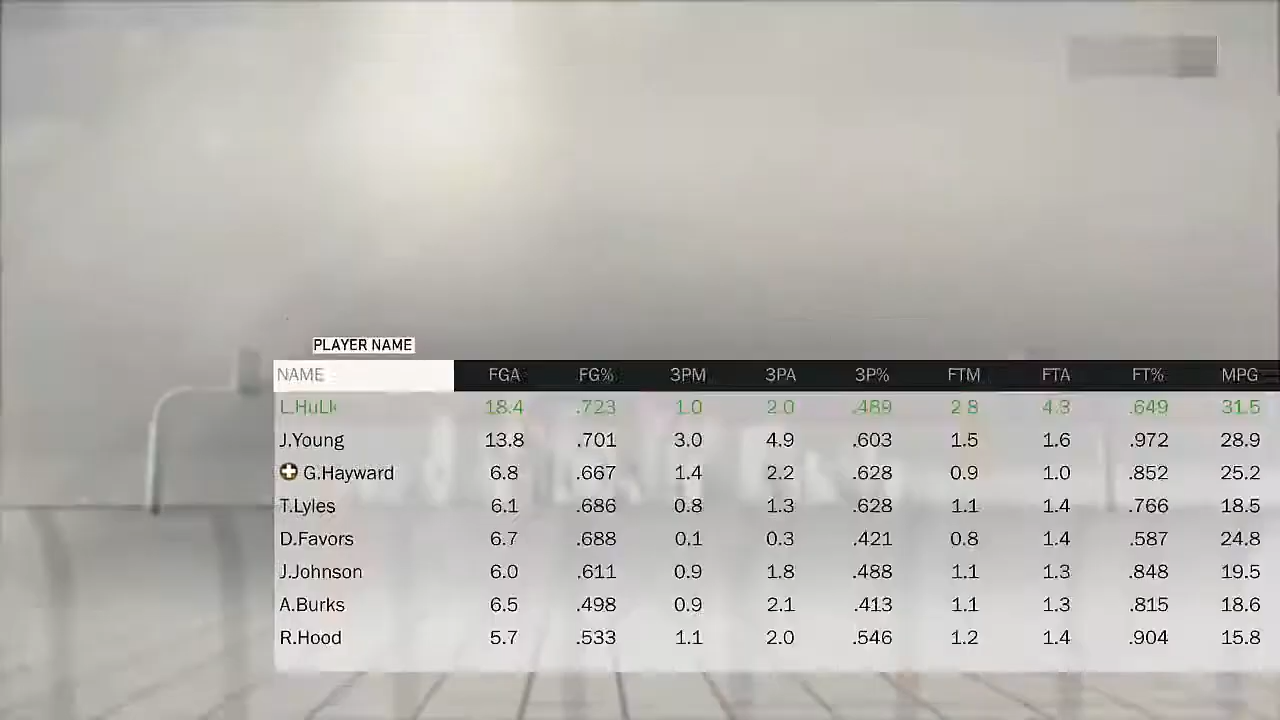 PLAYER NAME
NAME FGA FG% 3PM 3PA 3P% FTM FTA FT% MPG
L.HuLk 18.4 .723 1.0 2.0 .489 2.8 4.3 .649 31.5
J.Young 13.8 .701 3.0 4.9 .603 1.5 1.6 .972 28.9
G.Hayward 6.8 .667 1.4 2.2 .628 0.9 1.0 .852 25.2
T.Lyles 6.1 .686 0.8 1.3 .628 1.1 1.4 .766 18.5
D.Favors 6.7 .688 0.1 0.3 .421 0.8 1.4 .587 24.8
J.Johnson 6.0 .611 0.9 1.8 .488 1.1 1.3 .848 19.5
A.Burks 6.5 .498 0.9 2.1 .413 1.1 1.3 .815 18.6
R.Hood 5.7 .533 1.1 2.0 .546 1.2 1.4 .904 15.8